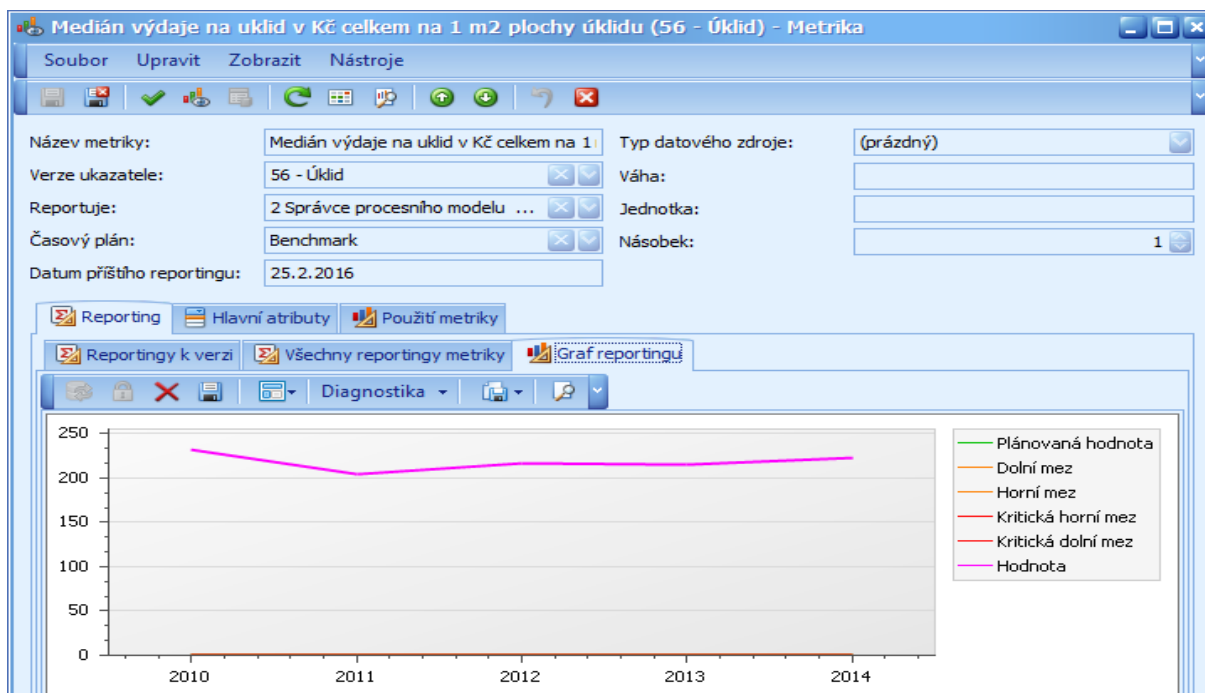 Medián výdaje na uklid v Kč celkem na 1 m2 plochy úklidu (56 - Úklid) - Metrika
Soubor Upravit Zobrazit Nástroje
Název metriky: Medián výdaje na uklid v Kč celkem na 1 Typ datového zdroje: (prázdný)
Verze ukazatele: 56 - Úklid Váha:
Reportuje: 2 Správce procesního modelu ... Jednotka:
Časový plán: Benchmark Násobek: 1
Datum příštího reportingu: 25.2.2016
Reporting Hlavní atributy Použití metriky
Reportingy k verzi Všechny reportingy metriky Graf reportingu
Diagnostika
250
200
150
100
50
0
2010 2011 2012 2013 2014
Plánovaná hodnota
Dolní mez
Horní mez
Kritická horní mez
Kritická dolní mez
Hodnota